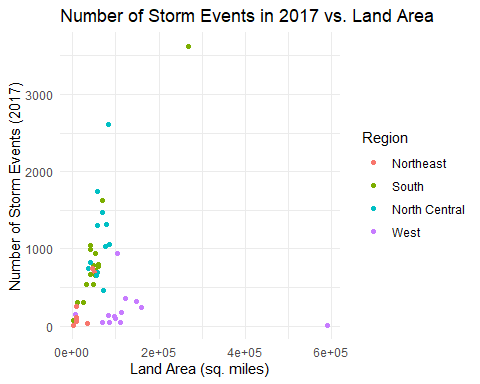 Number of Storm Events in 2017 vs. Land Area
Number of Storm Events (2017)
3000
2000
1000
0
0e+00 2e+05 4e+05 6e+05
Land Area (sq. miles)
Region
Northeast
South
North Central
West